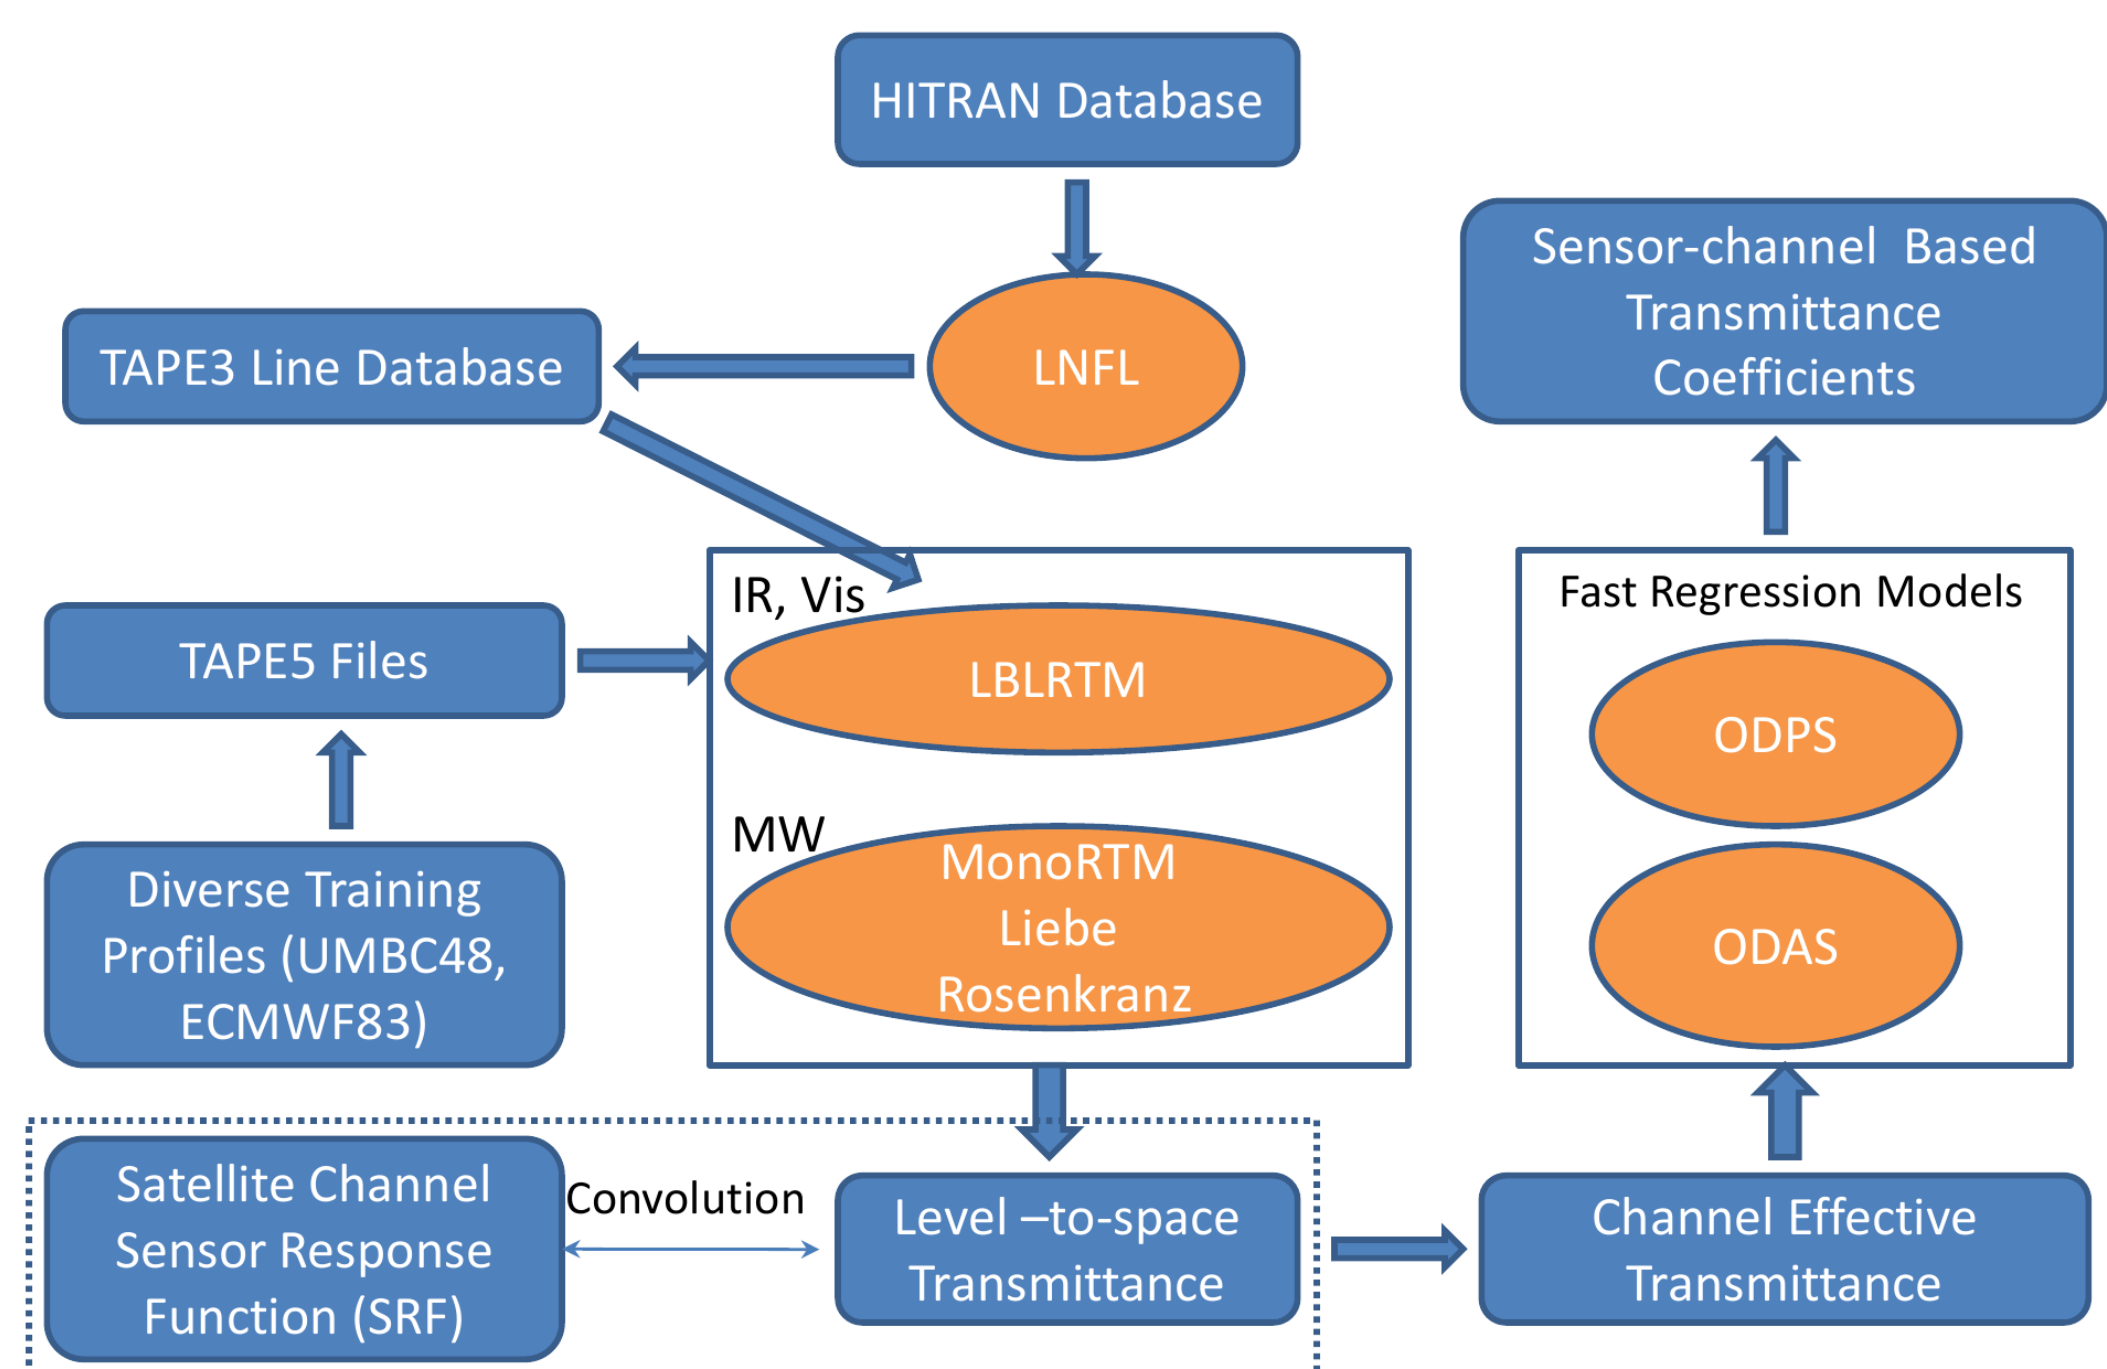 HITRAN Database
Sensor-channel Based
Transmittance
Coefficients
TAPE3 Line Database
LNFL
IR, Vis
LBLRTM
Fast Regression Models
TAPE5 Files
ODPS
MW
MonoRTM
Liebe
Rosenkranz
Diverse Training
Profiles (UMBC48,
ECMWF83)
ODAS
Satellite Channel
Sensor Response
Function (SRF)
Convolution
Level –to-space
Transmittance
Channel Effective
Transmittance